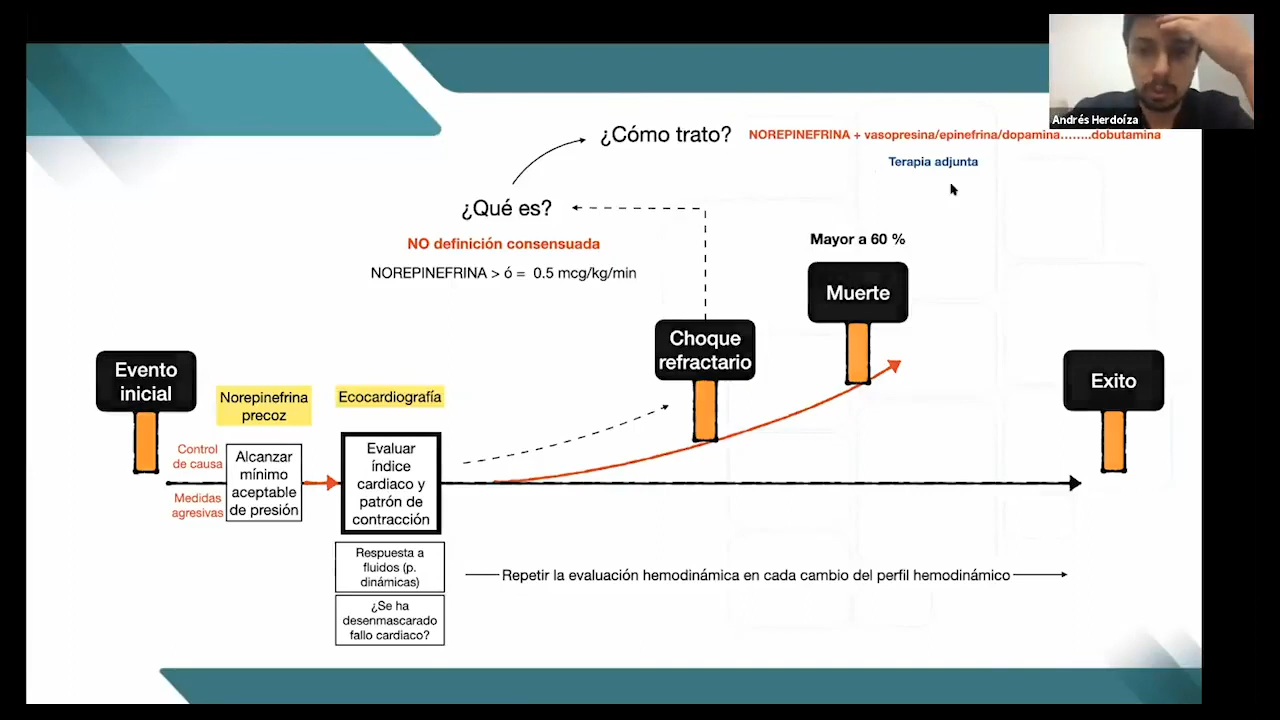 Andrés Herdoíza
¿Cómo trato?
NOREPINEFRINA + vasopresina/epinefrina/dopamina........dobutamina
Terapia adjunta
¿Qué es?
NO definición consensuada
NOREPINEFRINA > ó = 0.5 mcg/kg/min
Mayor a 60 %
Muerte
Choque
refractario
Evento
inicial
Exito
Norepinefrina
precoz
Ecocardiografía
Control
de causa
Medidas
agresivas
Alcanzar
mínimo
aceptable
de presión
Evaluar
índice
cardiaco y
patrón de
contracción
Respuesta a
fluidos (p.
dinámicas)
¿Se ha
desenmascarado
fallo cardiaco?
Repetir la evaluación hemodinámica en cada cambio del perfil hemodinámico